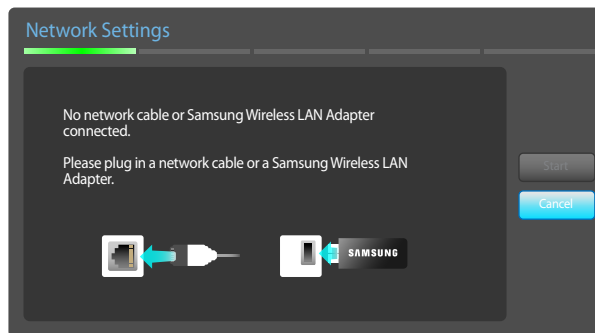 Network Settings
No network cable or Samsung Wireless LAN Adapter
connected.
Please plug in a network cable or a Samsung Wireless LAN
Adapter.
Start
Cancel
SAMSUNG